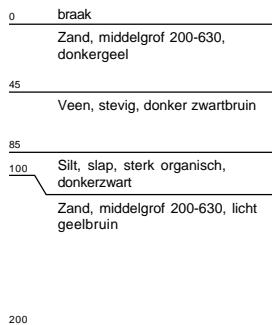 0 braak
Zand, middelgrof 200-630,
donkergeel
45
Veen, stevig, donker zwartbruin
85
Silt, slap, sterk organisch,
100
donkerzwart
Zand, middelgrof 200-630, licht
geelbruin
200